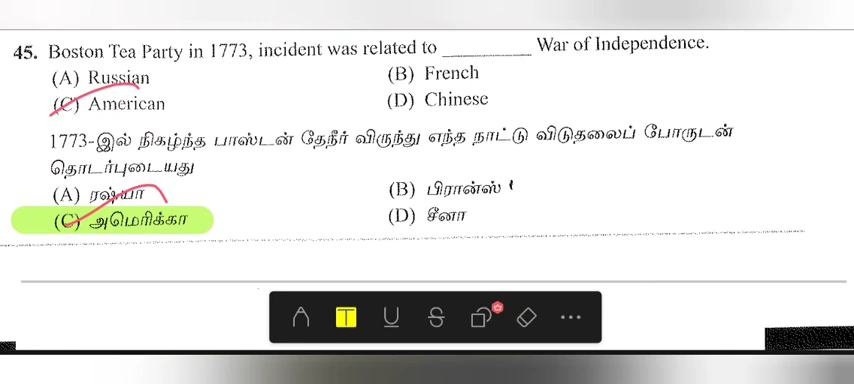 45. Boston Tea Party in 1773, incident was related to __________ War of Independence.
(A) Russian (B) French
(C) American (D) Chinese
1773-இல் நிகழ்ந்த பாஸ்டன் தேநீர் விருந்து எந்த நாட்டு விடுதலைப் போருடன்
தொடர்புடையது
(A) ரஷ்யா (B) பிரான்ஸ்
(C) அமெரிக்கா (D) சீனா